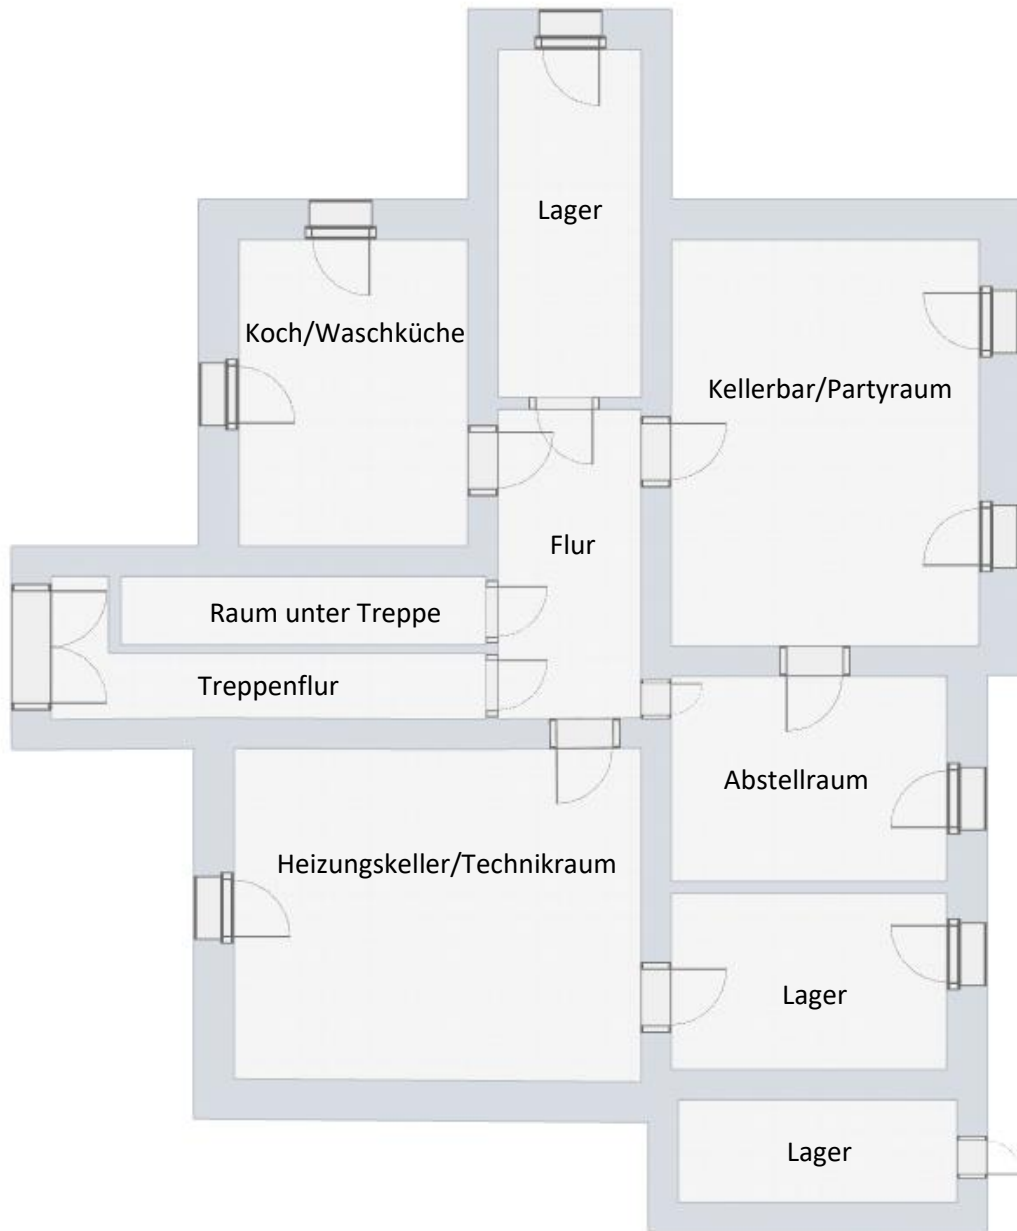 Lager
Koch/Waschküche
Kellerbar/Partyraum
Flur
Raum unter Treppe
Treppenflur
Abstellraum
Heizungskeller/Technikraum
Lager
Lager